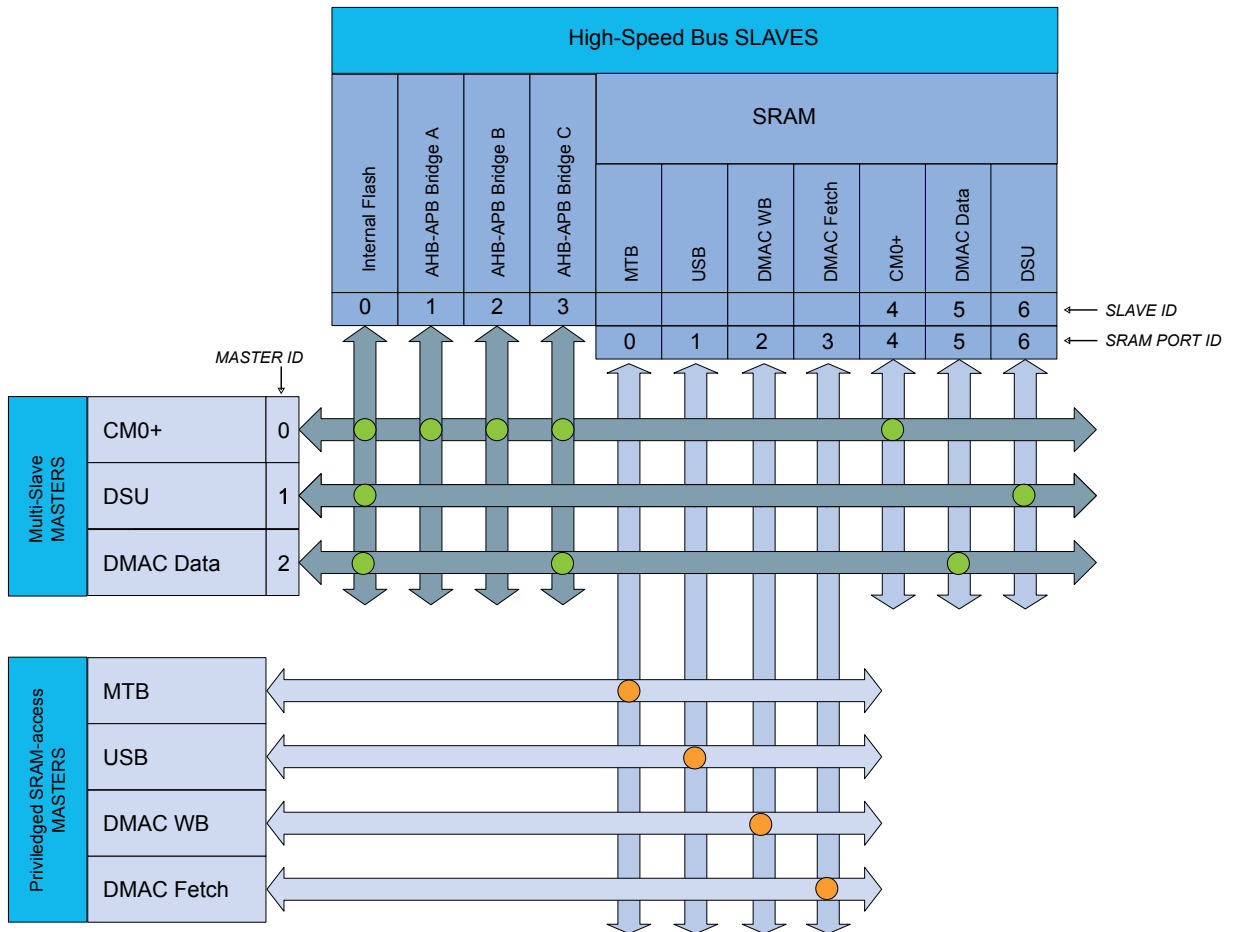 High-Speed Bus SLAVES
SRAM
Internal Flash
AHB-APB Bridge A
AHB-APB Bridge B
AHB-APB Bridge C
MTB
USB
DMAC WB
DMAC Fetch
CM0+
DMAC Data
DSU
0 1 2 3 4 5 6 SLAVE ID
0 1 2 3 4 5 6 SRAM PORT ID
MASTER ID
Multi-Slave
MASTERS
CM0+ 0
DSU 1
DMAC Data 2
Priviledged SRAM-access
MASTERS
MTB
USB
DMAC WB
DMAC Fetch